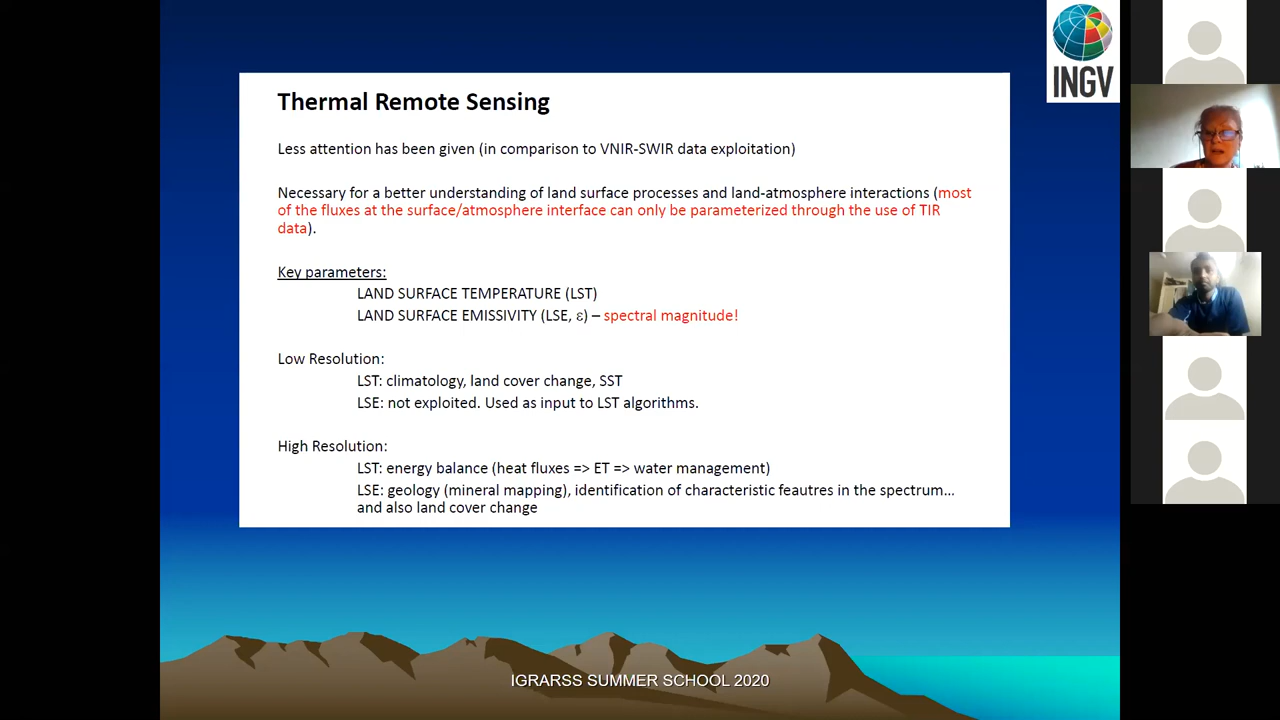 INGV
Thermal Remote Sensing
Less attention has been given (in comparison to VNIR-SWIR data exploitation)
Necessary for a better understanding of land surface processes and land-atmosphere interactions (most
of the fluxes at the surface/atmosphere interface can only be parameterized through the use of TIR
data).
Key parameters:
LAND SURFACE TEMPERATURE (LST)
LAND SURFACE EMISSIVITY (LSE, ε) – spectral magnitude!
Low Resolution:
LST: climatology, land cover change, SST
LSE: not exploited. Used as input to LST algorithms.
High Resolution:
LST: energy balance (heat fluxes => ET => water management)
LSE: geology (mineral mapping), identification of characteristic feautres in the spectrum...
and also land cover change
IGRARSS SUMMER SCHOOL 2020